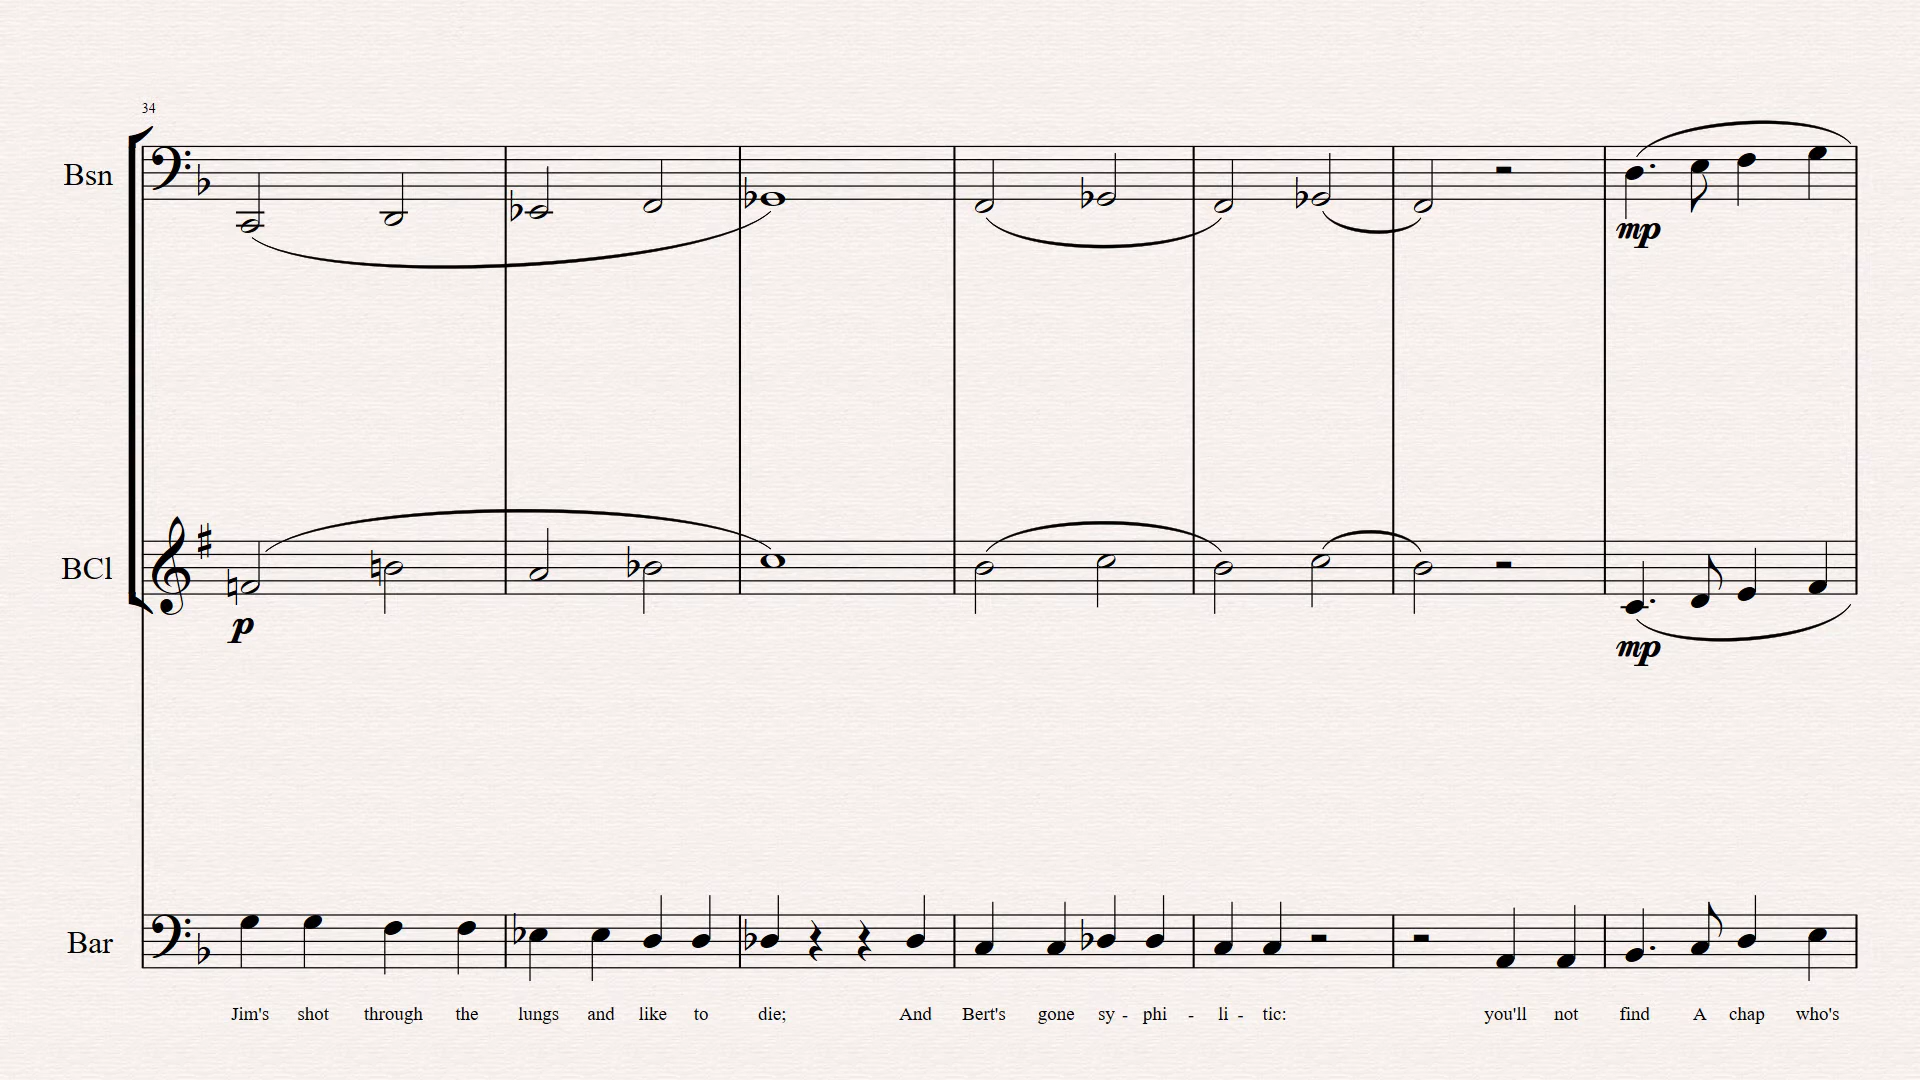 34
Bsn
mp
BCl
p
mp
Bar
Jim's shot through the lungs and like to die; And Bert's gone sy - phi - li - tic: you'll not find A chap who's